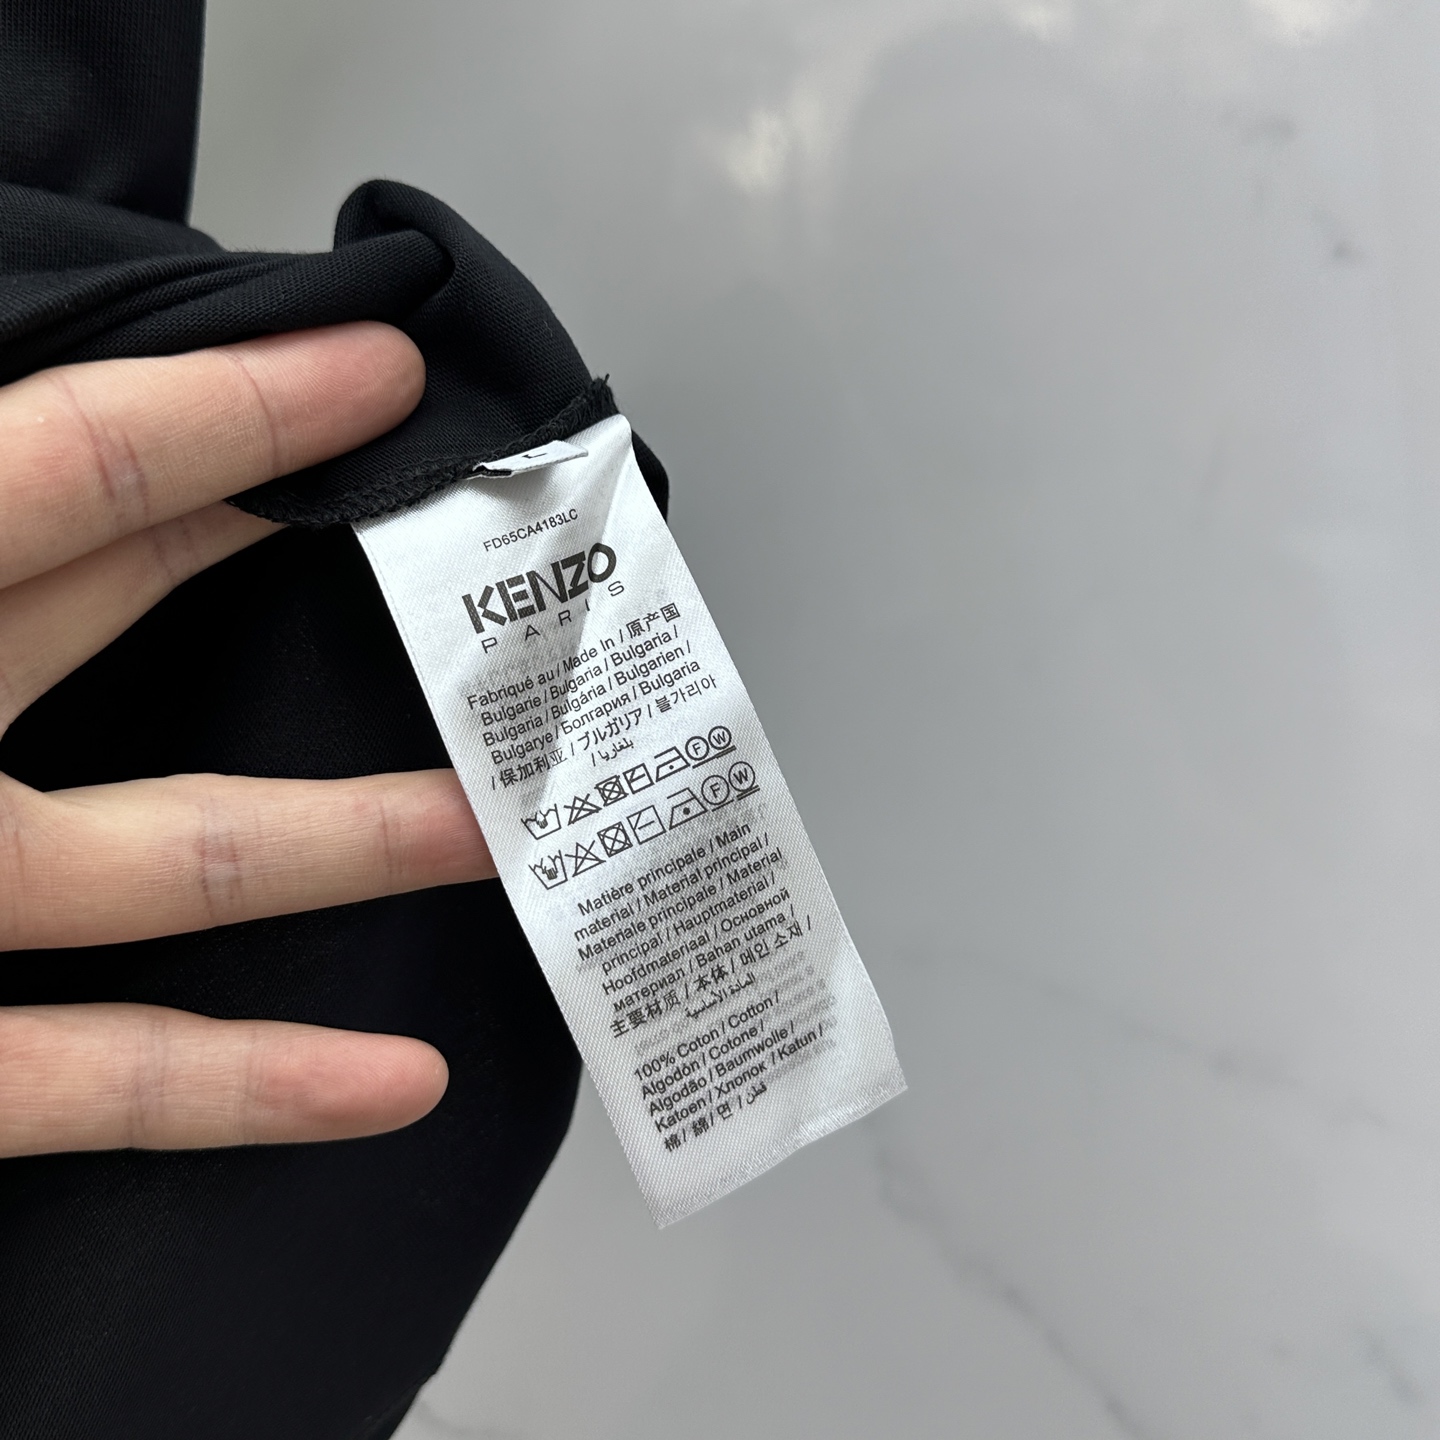 L
FD65CA4183LC
KENZO
PARIS
Fabriqué au / Made In / 原产国
Bulgarie / Bulgaria / Bulgaria /
Bulgaria / Bulgária / Bulgarien /
Bulgarye / Болгария / Bulgaria
/ 保加利亚 / ブルガリア / 불가리아
/ بلغاريا
F W
F W
Matière principale / Main
material / Material principal /
Materiale principale / Material
principal / Hauptmaterial /
Hoofdmateriaal / Основной
материал / Bahan utama /
主要材质 / 本体 / 메인 소재 /
المادة الأساسية
100% Coton / Cotton /
Algodón / Cotone /
Algodão / Baumwolle /
Katoen / Хлопок / Katun /
棉 / 綿 / 면 / قطن